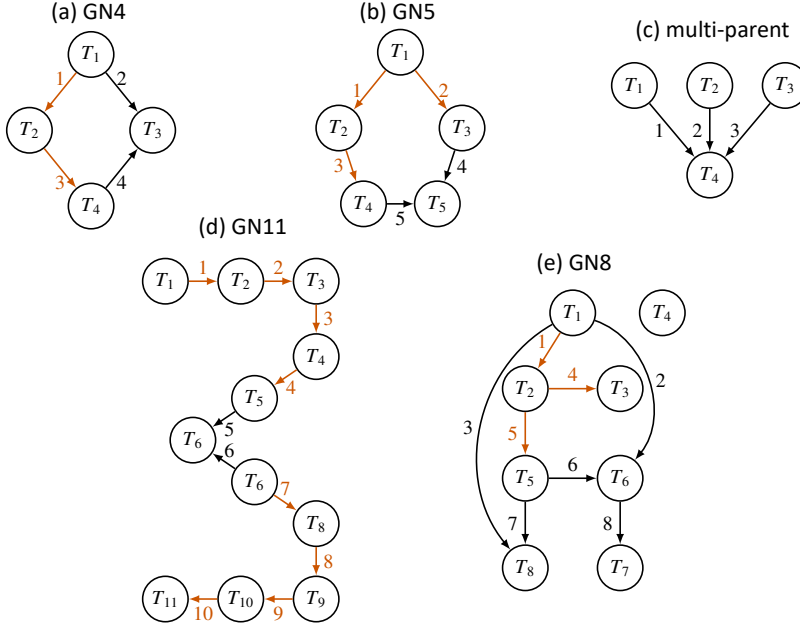 (a) GN4
T1
1
2
T2
T3
3
4
T4
(b) GN5
T1
1
2
T2
T3
3
4
T4
T5
5
(c) multi-parent
T1
T2
T3
1
2
3
T4
(d) GN11
T1
1
T2
2
T3
3
T4
4
T5
5
T6
6
T6
7
T8
8
T11
10
T10
9
T9
(e) GN8
T1
T4
1
2
T2
4
T3
3
5
T5
6
T6
7
8
T8
T7